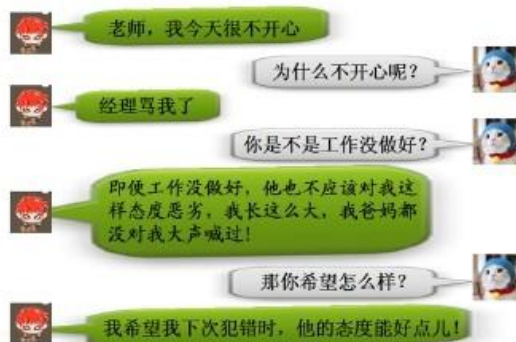 老师，我今天很不开心
为什么不开心呢？
经理骂我了
你是不是工作没做好？
即便工作没做好，他也不应该对我这
样态度恶劣，我长这么大，我爸妈都
没对我大声喊过！
那你希望怎么样？
我希望我下次犯错时，他的态度能好点儿！